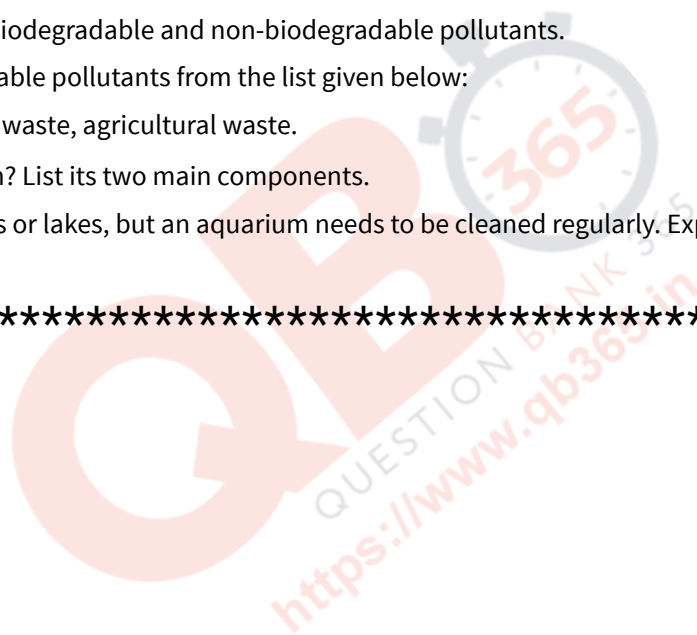 iodegradable and non-biodegradable pollutants.
able pollutants from the list given below:
waste, agricultural waste.
n? List its two main components.
s or lakes, but an aquarium needs to be cleaned regularly. Exp
*********************************
QB
365
QUESTION BANK 365
https://www.qb365.in